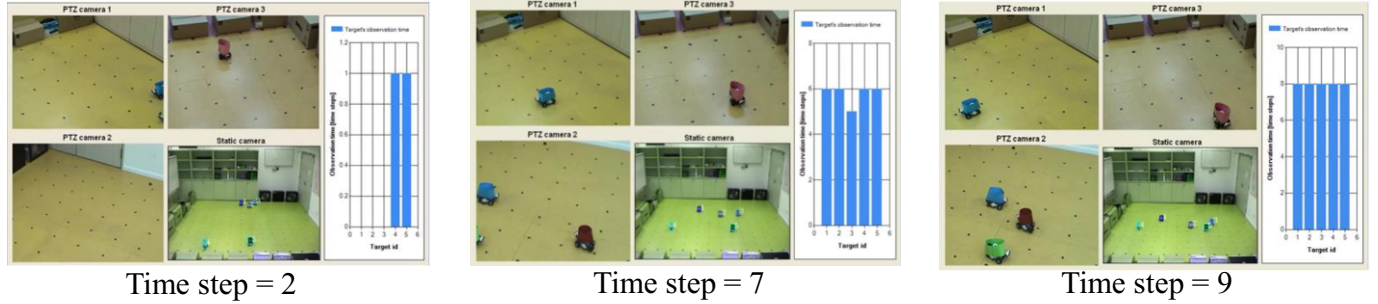 PTZ camera 1
PTZ camera 3
Target's observation time
1.2
1
0.8
0.6
0.4
0.2
0
Observation time [time steps]
0 1 2 3 4 5 6
Target id
PTZ camera 2
Static camera
Time step = 2
PTZ camera 1
PTZ camera 3
Target's observation time
8
6
4
2
0
Observation time [time steps]
0 1 2 3 4 5 6
Target id
PTZ camera 2
Static camera
Time step = 7
PTZ camera 1
PTZ camera 3
Target's observation time
10
8
6
4
2
0
Observation time [time steps]
0 1 2 3 4 5 6
Target id
PTZ camera 2
Static camera
Time step = 9